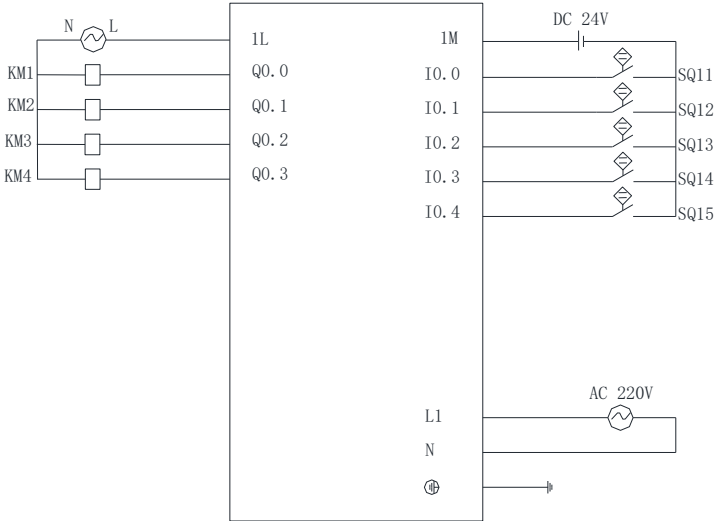 N L
1L
KM1 Q0.0
KM2 Q0.1
KM3 Q0.2
KM4 Q0.3
DC 24V
1M
I0.0 SQ11
I0.1 SQ12
I0.2 SQ13
I0.3 SQ14
I0.4 SQ15
AC 220V
L1
N